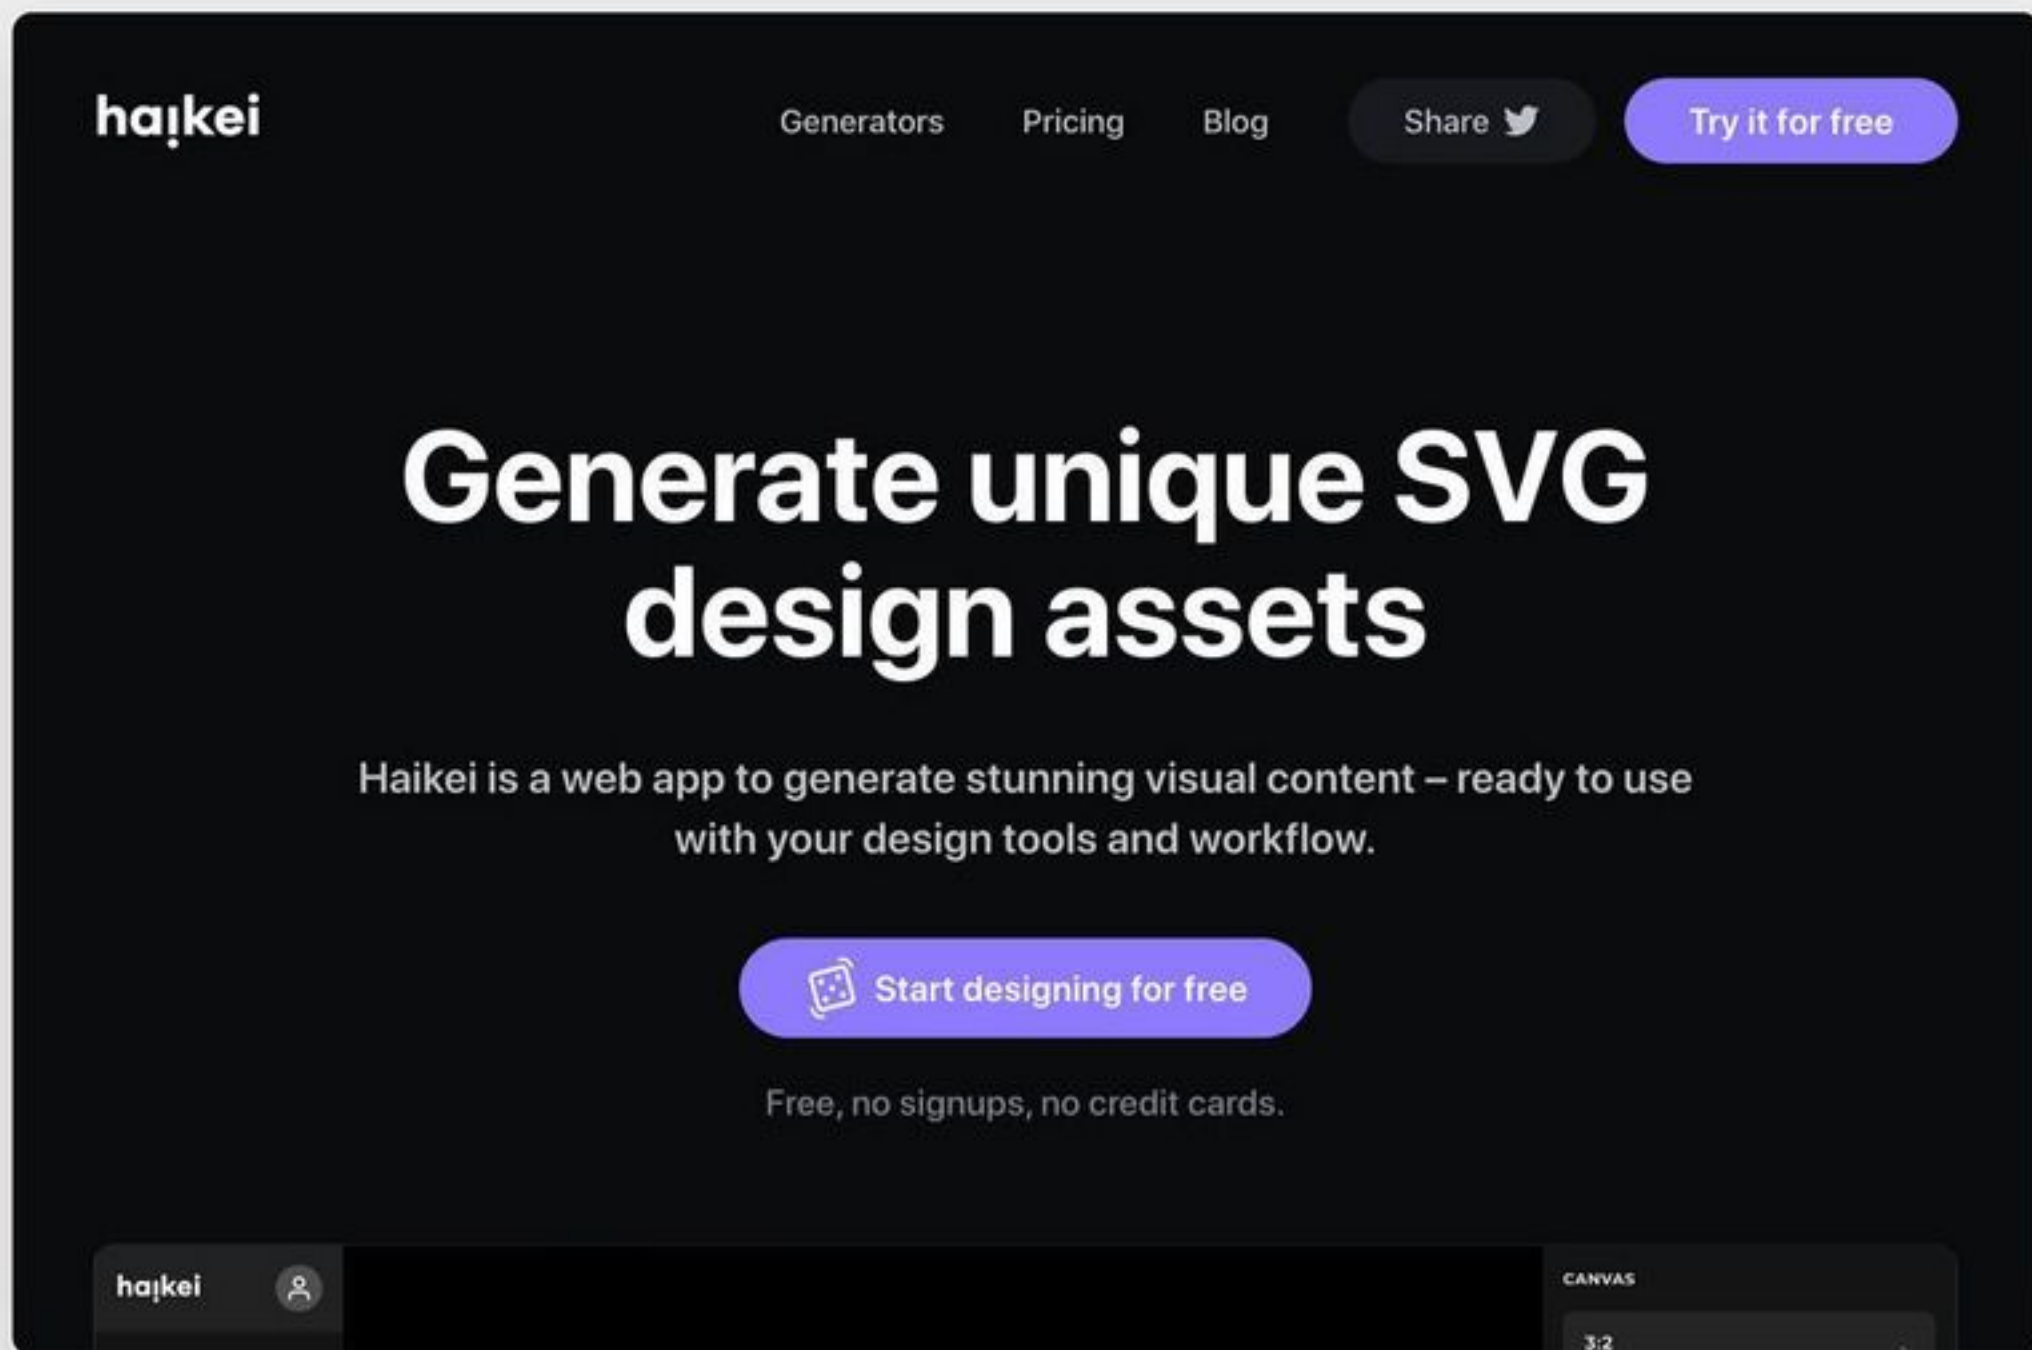 haikei
Generators Pricing Blog Share Try it for free
Generate unique SVG
design assets
Haikei is a web app to generate stunning visual content – ready to use
with your design tools and workflow.
Start designing for free
Free, no signups, no credit cards.
haikei
CANVAS
3:2